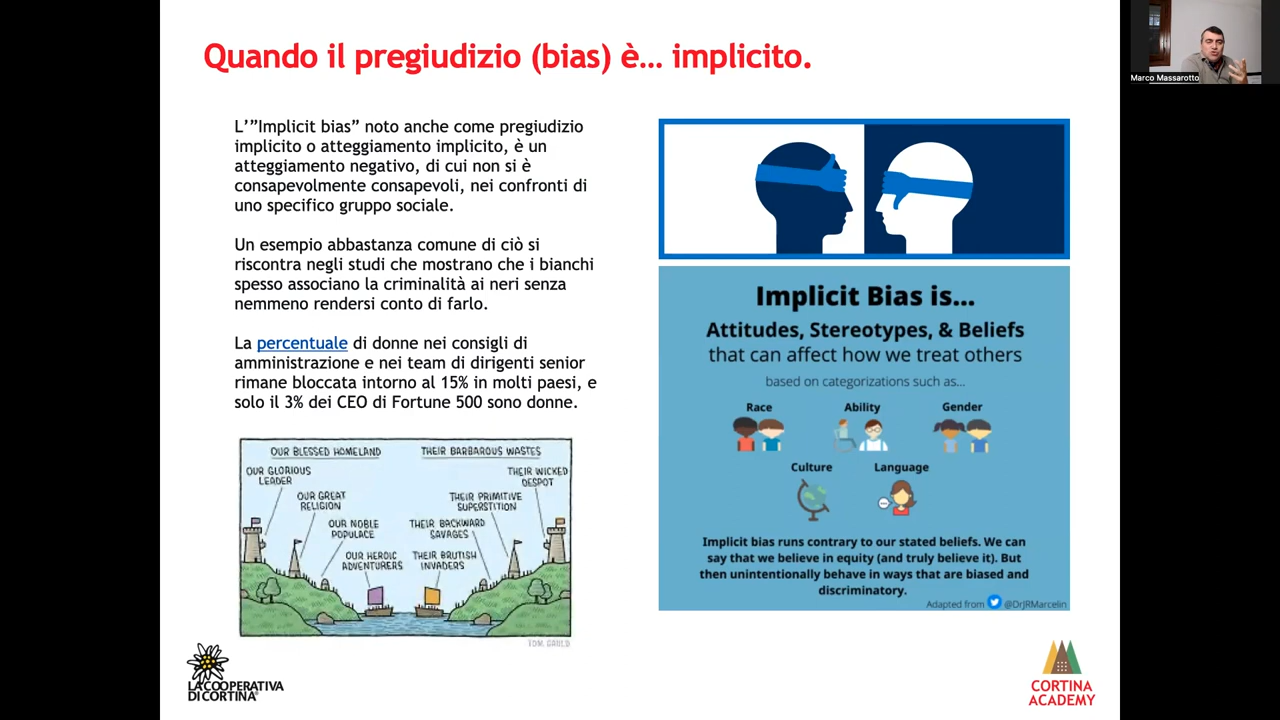 Quando il pregiudizio (bias) è... implicito.
L'”Implicit bias” noto anche come pregiudizio
implicito o atteggiamento implicito, è un
atteggiamento negativo, di cui non si è
consapevolmente consapevoli, nei confronti di
uno specifico gruppo sociale.
Un esempio abbastanza comune di ciò si
riscontra negli studi che mostrano che i bianchi
spesso associano la criminalità ai neri senza
nemmeno rendersi conto di farlo.
La percentuale di donne nei consigli di
amministrazione e nei team di dirigenti senior
rimane bloccata intorno al 15% in molti paesi, e
solo il 3% dei CEO di Fortune 500 sono donne.
OUR BLESSED HOMELAND
OUR GLORIOUS
LEADER
OUR GREAT
RELIGION
OUR NOBLE
POPULACE
OUR HEROIC
ADVENTURERS
THEIR BARBAROUS WASTES
THEIR WICKED
DESPOT
THEIR PRIMITIVE
SUPERSTITION
THEIR BACKWARD
SAVAGES
THEIR BRUTISH
INVADERS
TOM GAULD
Implicit Bias is...
Attitudes, Stereotypes, & Beliefs
that can affect how we treat others
based on categorizations such as...
Race
Ability
Gender
Culture
Language
Implicit bias runs contrary to our stated beliefs. We can
say that we believe in equity (and truly believe it). But
then unintentionally behave in ways that are biased and
discriminatory.
Adapted from @DrJRMarcelin
LA COOPERATIVA
DI CORTINA®
CORTINA
ACADEMY
Marco Massarotto